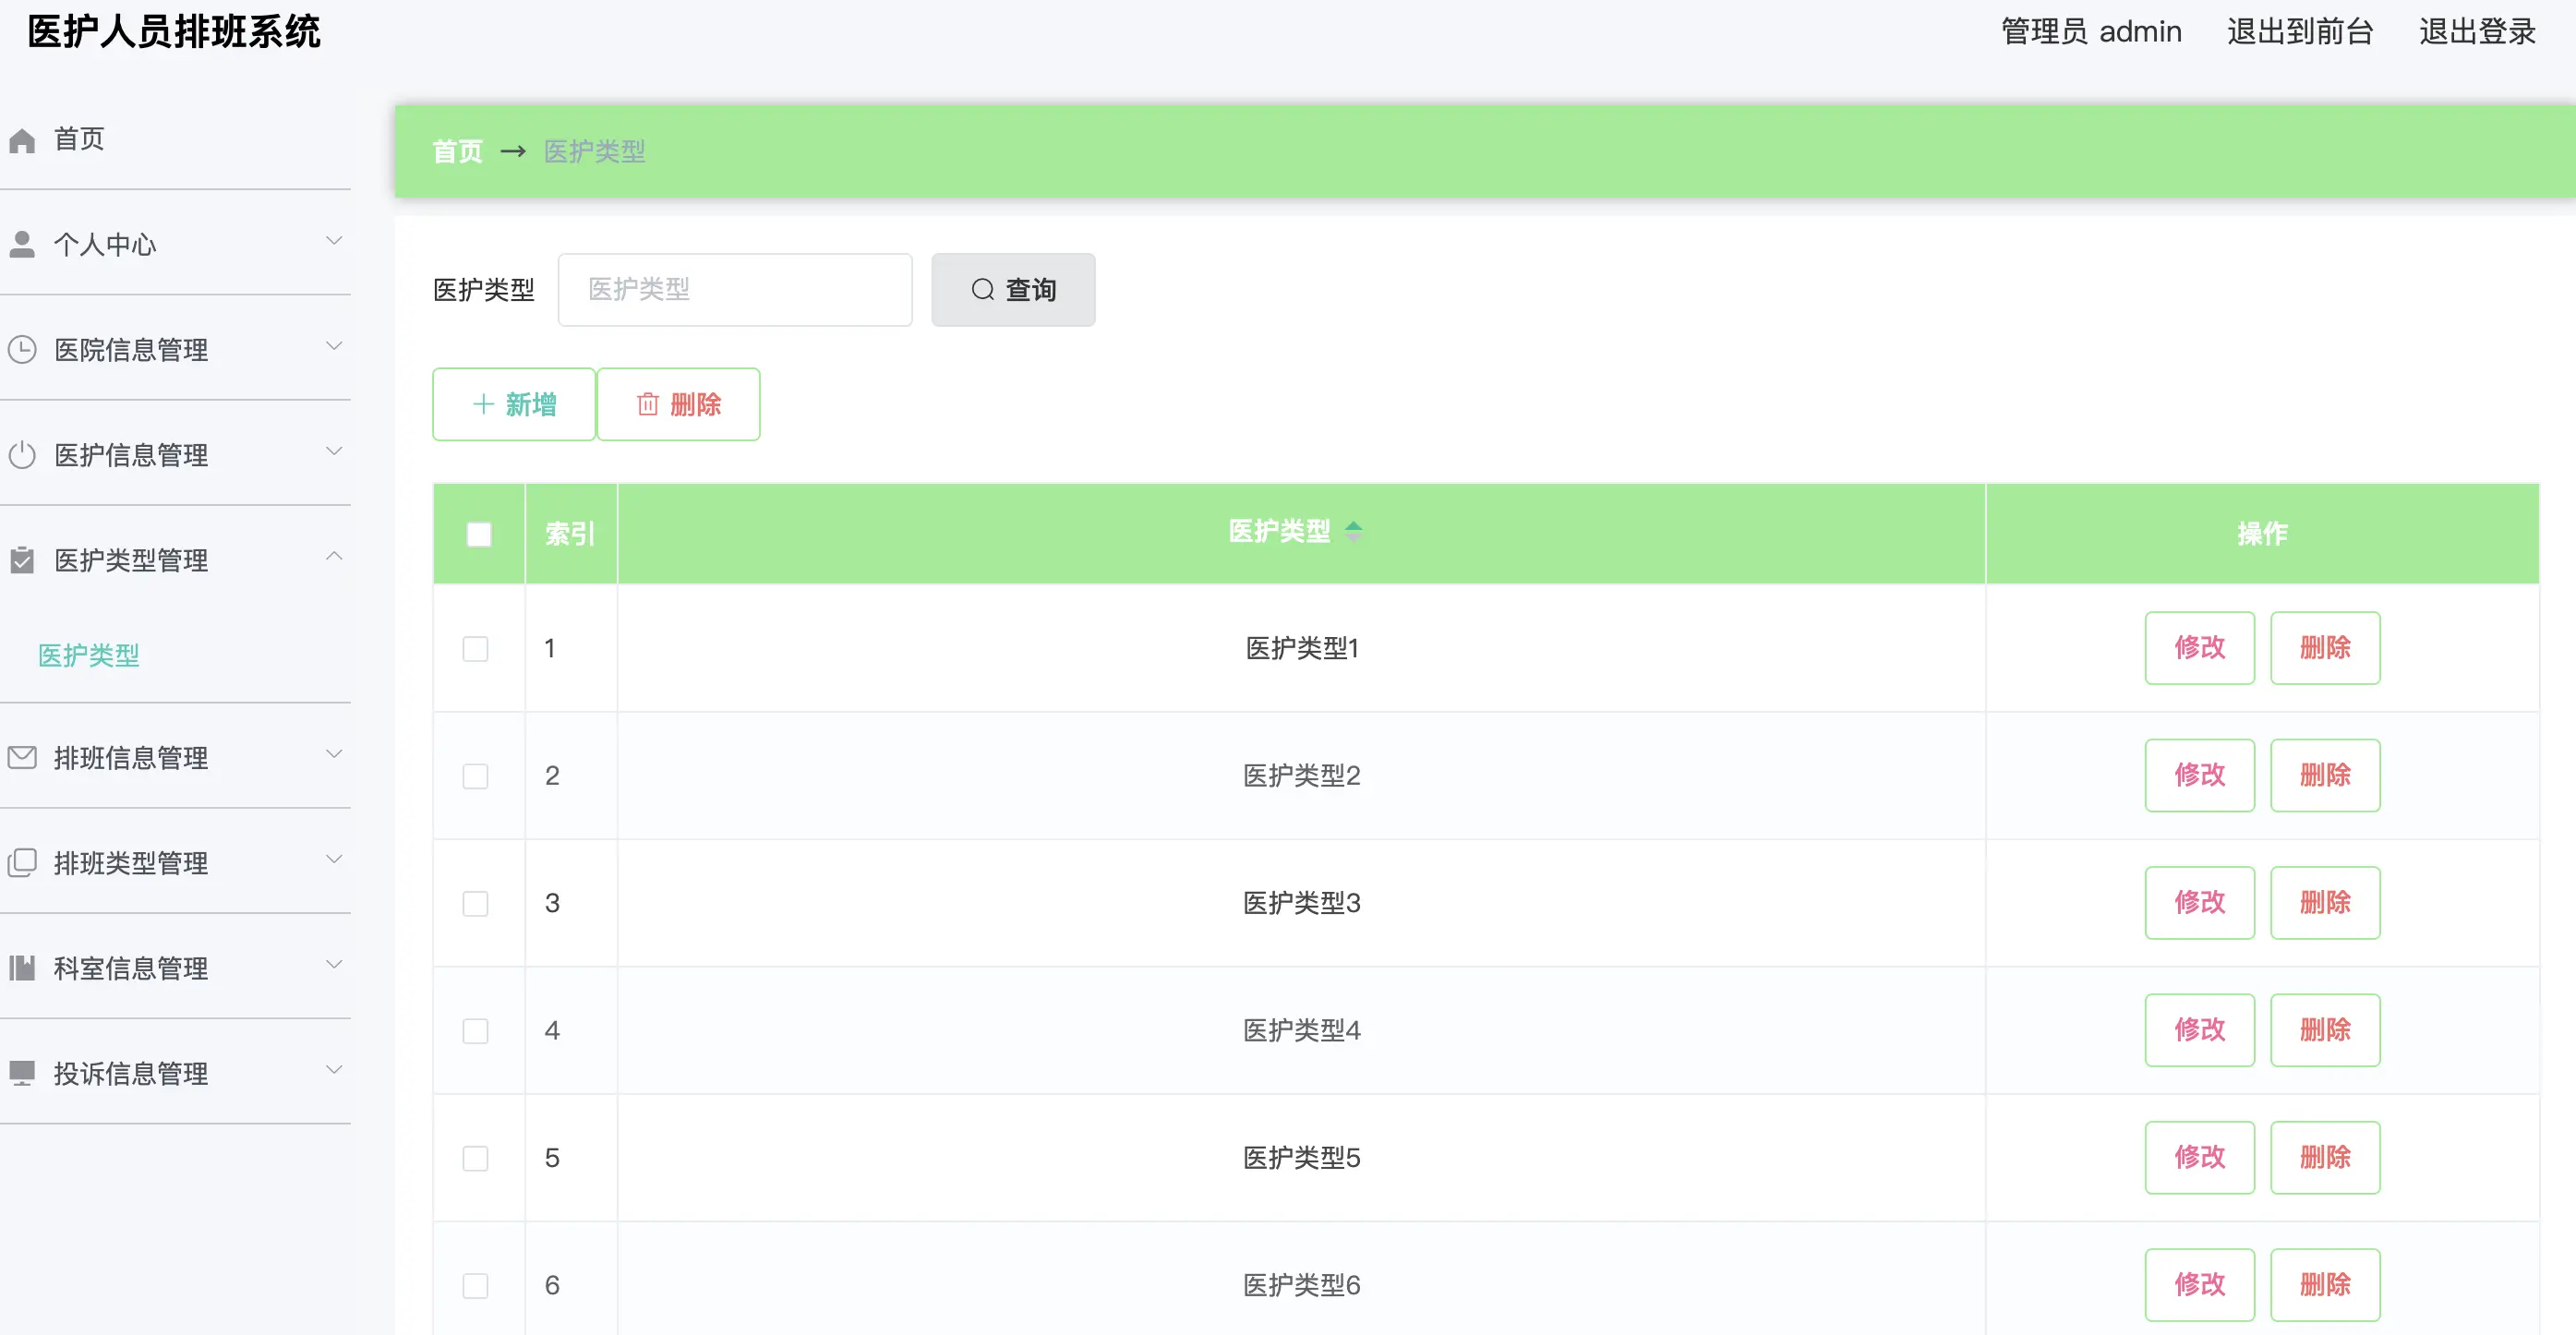 医护人员排班系统
管理员 admin 退出到前台 退出登录
首页
个人中心
医院信息管理
医护信息管理
医护类型管理
医护类型
排班信息管理
排班类型管理
科室信息管理
投诉信息管理
首页 → 医护类型
医护类型 医护类型 查询
新增 删除
索引 医护类型 操作
1 医护类型1 修改 删除
2 医护类型2 修改 删除
3 医护类型3 修改 删除
4 医护类型4 修改 删除
5 医护类型5 修改 删除
6 医护类型6 修改 删除